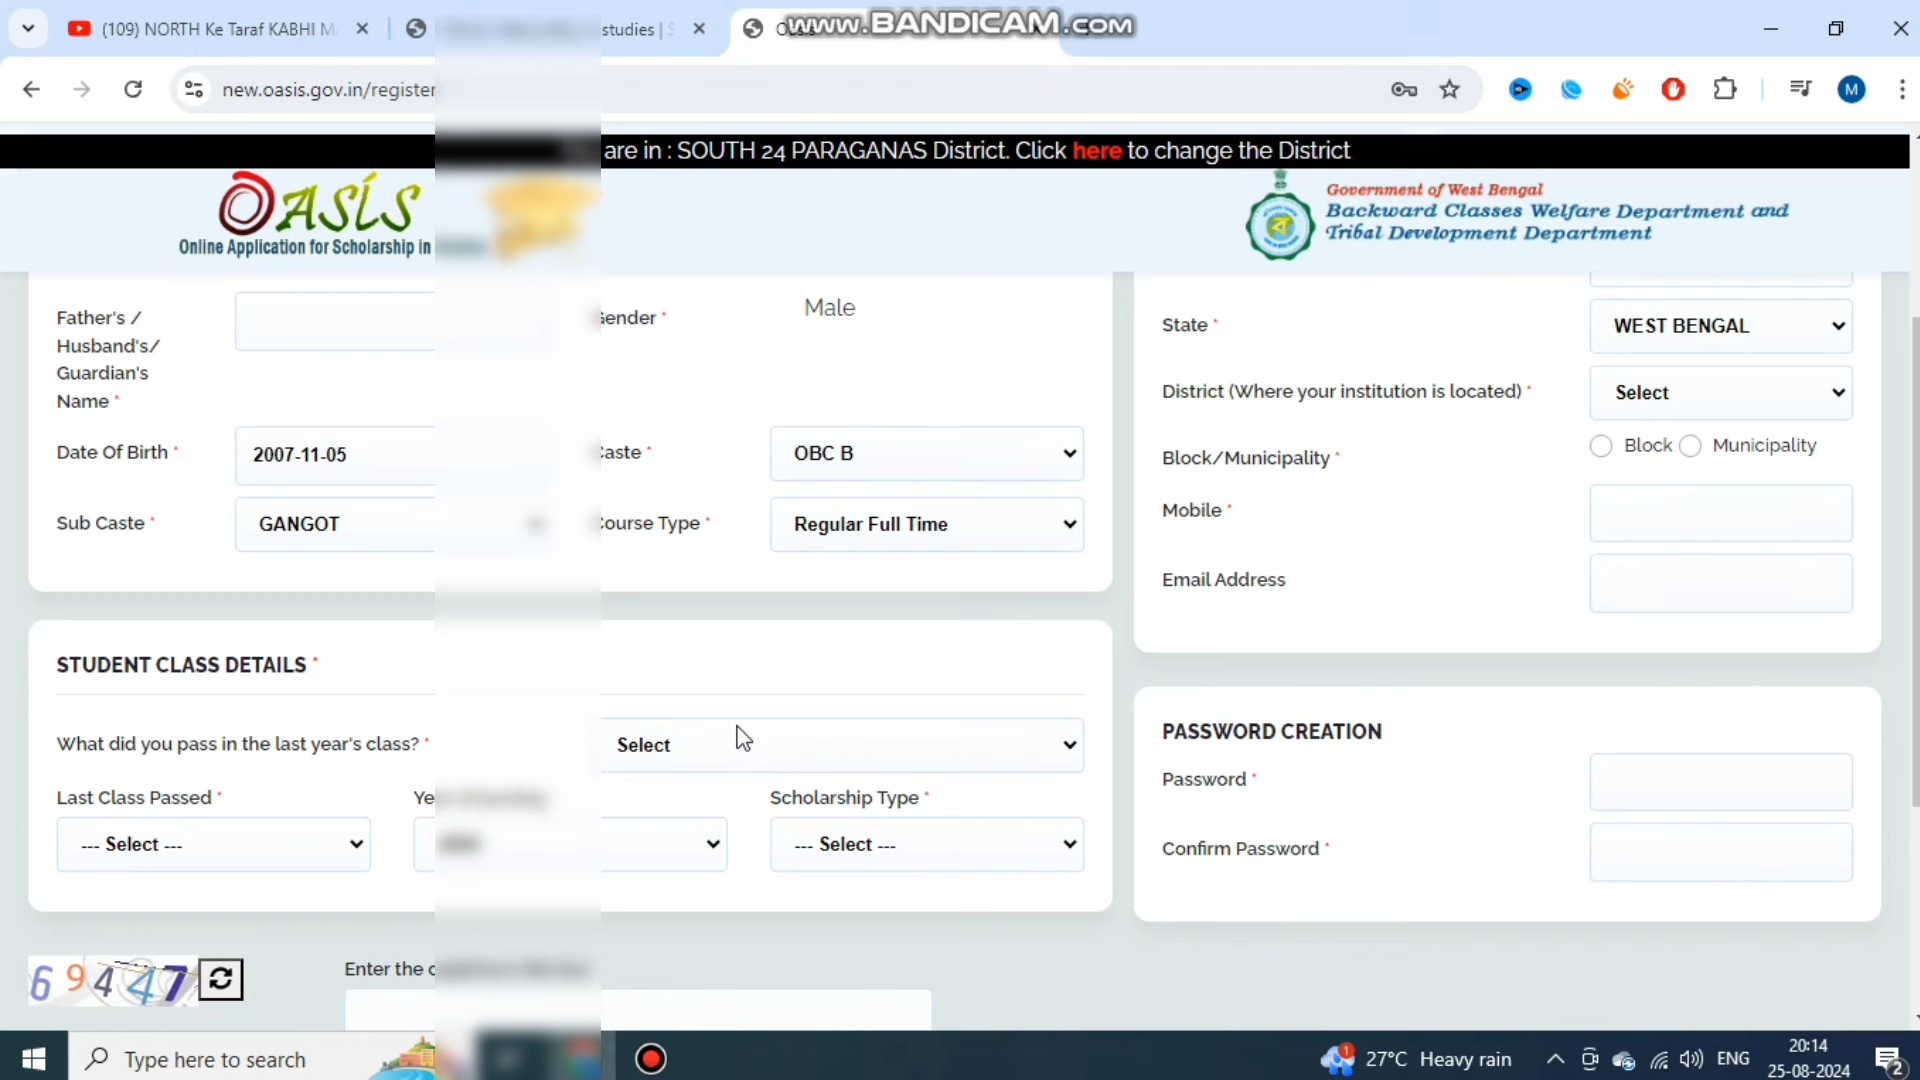 (109) NORTH Ke Taraf KABHI M
studies | S
www.BANDICAM.com
new.oasis.gov.in/register
M
are in : SOUTH 24 PARAGANAS District. Click here to change the District
OASIS
Online Application for Scholarship in
Government of West Bengal
Backward Classes Welfare Department and
Tribal Development Department
Father's /
Husband's/
Guardian's
Name *
Gender *
Male
Date Of Birth *
2007-11-05
Caste *
OBC B
Sub Caste *
GANGOT
Course Type *
Regular Full Time
State *
WEST BENGAL
District (Where your institution is located) *
Select
Block/Municipality *
Block
Municipality
Mobile *
Email Address
STUDENT CLASS DETAILS *
What did you pass in the last year's class? *
Select
Last Class Passed *
--- Select ---
Scholarship Type *
--- Select ---
PASSWORD CREATION
Password *
Confirm Password *
69447
Enter the
Type here to search
1
27°C Heavy rain
ENG
20:14
25-08-2024
2